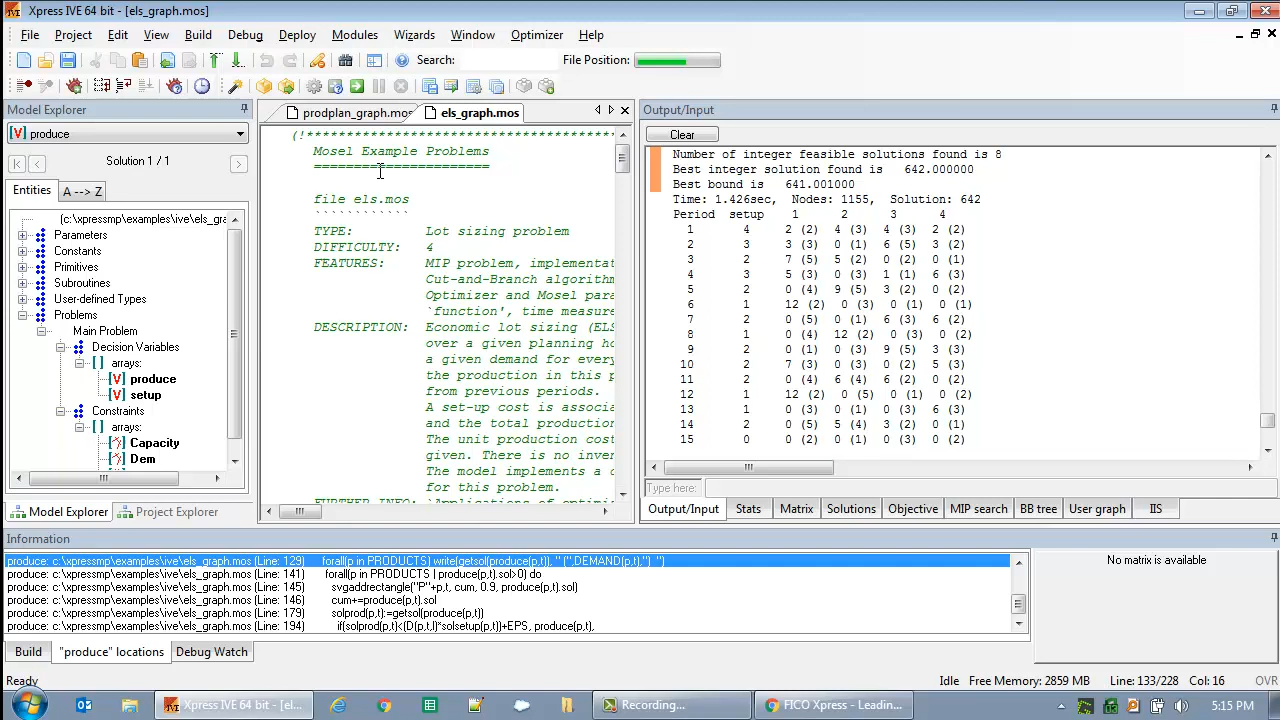 Xpress IVE 64 bit - [els_graph.mos]
File Project Edit View Build Debug Deploy Modules Wizards Window Optimizer Help
Search: File Position:
Model Explorer
produce
Solution 1 / 1
Entities A --> Z
[c:\xpressmp\examples\ive\els_gra
Parameters
Constants
Primitives
Subroutines
User-defined Types
Problems
Main Problem
Decision Variables
arrays:
produce
setup
Constraints
arrays:
Capacity
Dem
Model Explorer Project Explorer
prodplan_graph.mos els_graph.mos
(!*************************************
Mosel Example Problems
======================
file els.mos
````````````
TYPE: Lot sizing problem
DIFFICULTY: 4
FEATURES: MIP problem, implementat
Cut-and-Branch algorithm
Optimizer and Mosel para
`function', time measure
DESCRIPTION: Economic lot sizing (ELS
over a given planning ho
a given demand for every
the production in this p
from previous periods.
A set-up cost is associa
and the total production
The unit production cost
given. There is no inven
The model implements a c
for this problem.
FURTHER INFO: `Applications of optimi
Output/Input
Clear
Number of integer feasible solutions found is 8
Best integer solution found is 642.000000
Best bound is 641.001000
Time: 1.426sec, Nodes: 1155, Solution: 642
Period setup 1 2 3 4
1 4 2 (2) 4 (3) 4 (3) 2 (2)
2 3 3 (3) 0 (1) 6 (5) 3 (2)
3 2 7 (5) 5 (2) 0 (2) 0 (1)
4 3 5 (3) 0 (3) 1 (1) 6 (3)
5 2 0 (4) 9 (5) 3 (2) 0 (2)
6 1 12 (2) 0 (3) 0 (1) 0 (1)
7 2 0 (5) 0 (1) 6 (3) 6 (2)
8 1 0 (4) 12 (2) 0 (3) 0 (2)
9 2 0 (1) 0 (3) 9 (5) 3 (3)
10 2 7 (3) 0 (3) 0 (2) 5 (3)
11 2 0 (4) 6 (4) 6 (2) 0 (2)
12 1 12 (2) 0 (5) 0 (1) 0 (2)
13 1 0 (3) 0 (1) 0 (3) 6 (3)
14 2 0 (5) 5 (4) 3 (2) 0 (1)
15 0 0 (2) 0 (1) 0 (3) 0 (2)
Type here:
Output/Input Stats Matrix Solutions Objective MIP search BB tree User graph IIS
Information
produce: c:\xpressmp\examples\ive\els_graph.mos (Line: 129) forall(p in PRODUCTS) write(getsol(produce(p,t)), " (",DEMAND(p,t),") ")
produce: c:\xpressmp\examples\ive\els_graph.mos (Line: 141) forall(p in PRODUCTS | produce(p,t).sol>0) do
produce: c:\xpressmp\examples\ive\els_graph.mos (Line: 145) svgaddrectangle("P"+p,t, cum, 0.9, produce(p,t).sol)
produce: c:\xpressmp\examples\ive\els_graph.mos (Line: 146) cum+=produce(p,t).sol
produce: c:\xpressmp\examples\ive\els_graph.mos (Line: 179) solprod(p,t):=getsol(produce(p,t))
produce: c:\xpressmp\examples\ive\els_graph.mos (Line: 194) if(solprod(p,t)<(D(p,t,l)*solsetup(p,t))+EPS, produce(p,t),
No matrix is available
Build "produce" locations Debug Watch
Ready Idle Free Memory: 2859 MB Line: 133/228 Col: 16 OVR
Xpress IVE 64 bit - [el... Recording... FICO Xpress - Leadin... 5:15 PM